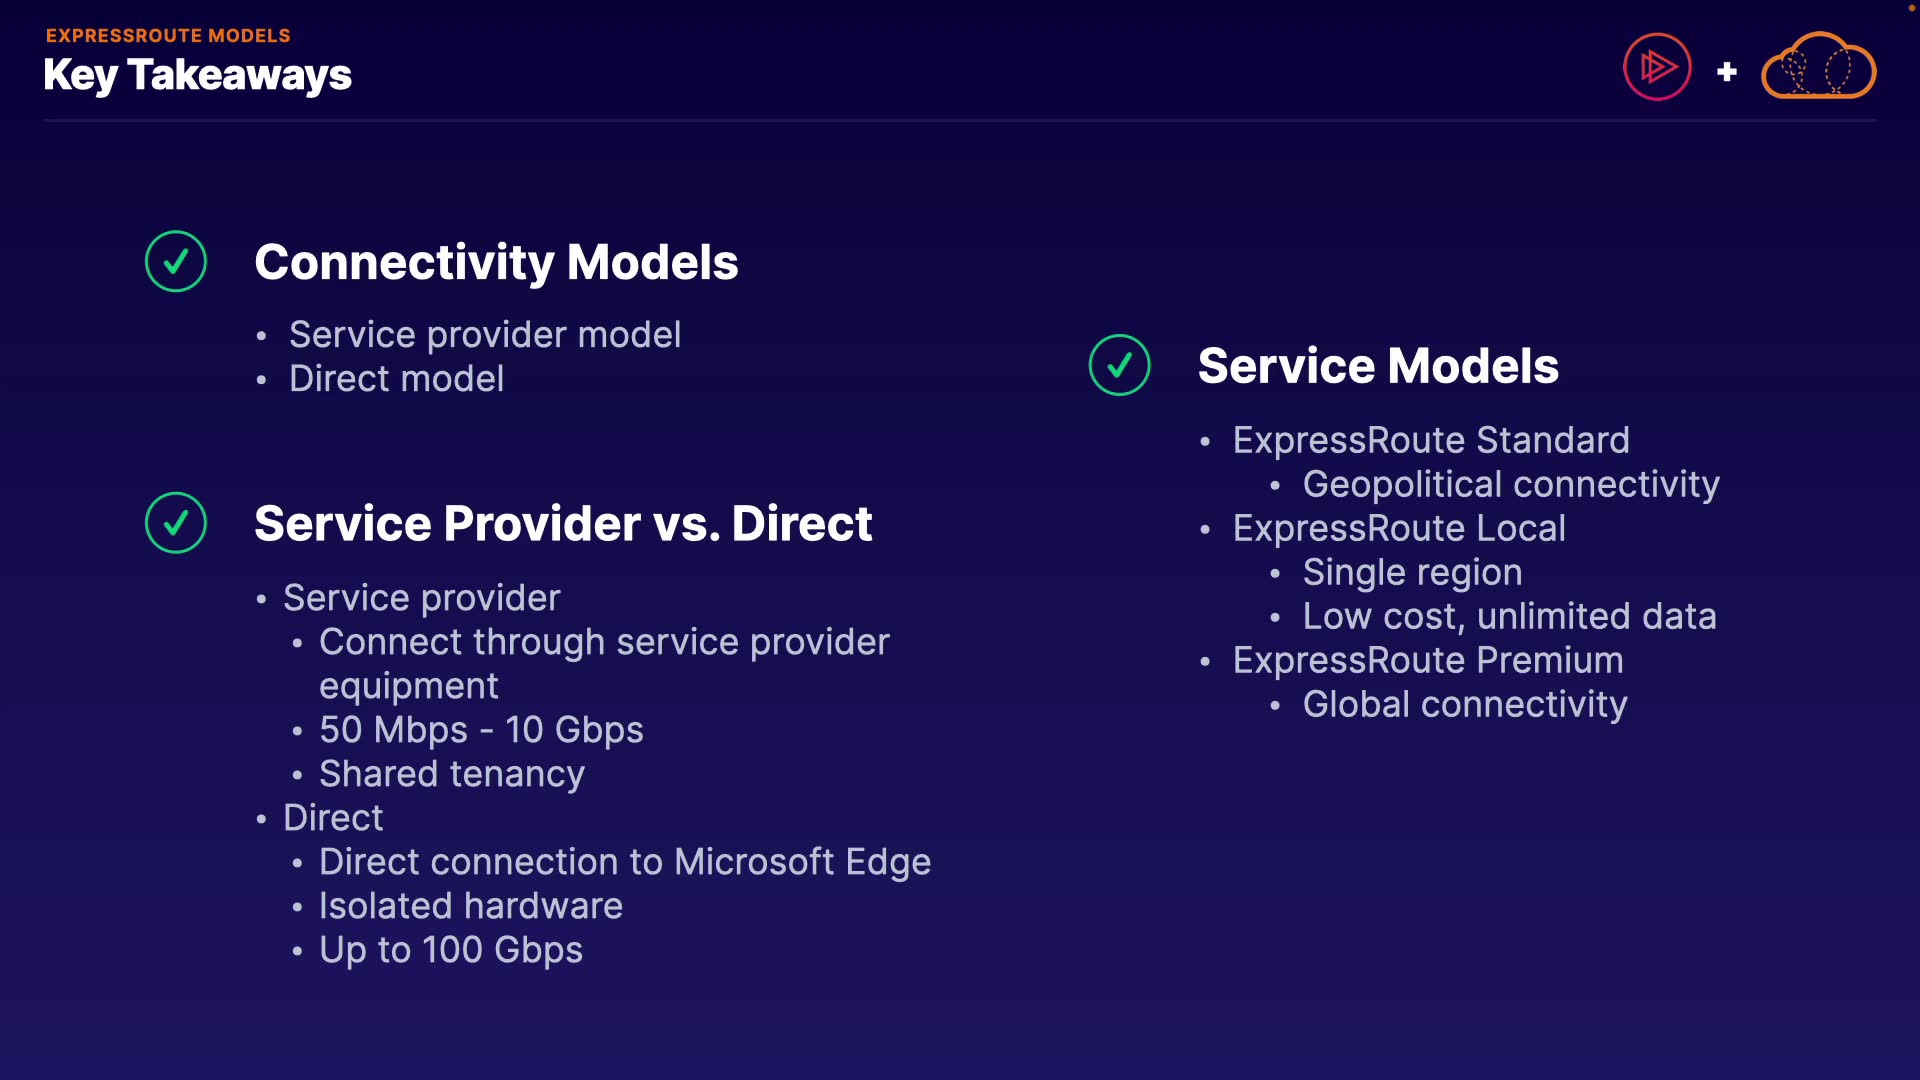 EXPRESSROUTE MODELS
Key Takeaways
+
Connectivity Models
• Service provider model
• Direct model
Service Provider vs. Direct
• Service provider
• Connect through service provider
equipment
• 50 Mbps - 10 Gbps
• Shared tenancy
• Direct
• Direct connection to Microsoft Edge
• Isolated hardware
• Up to 100 Gbps
Service Models
• ExpressRoute Standard
• Geopolitical connectivity
• ExpressRoute Local
• Single region
• Low cost, unlimited data
• ExpressRoute Premium
• Global connectivity